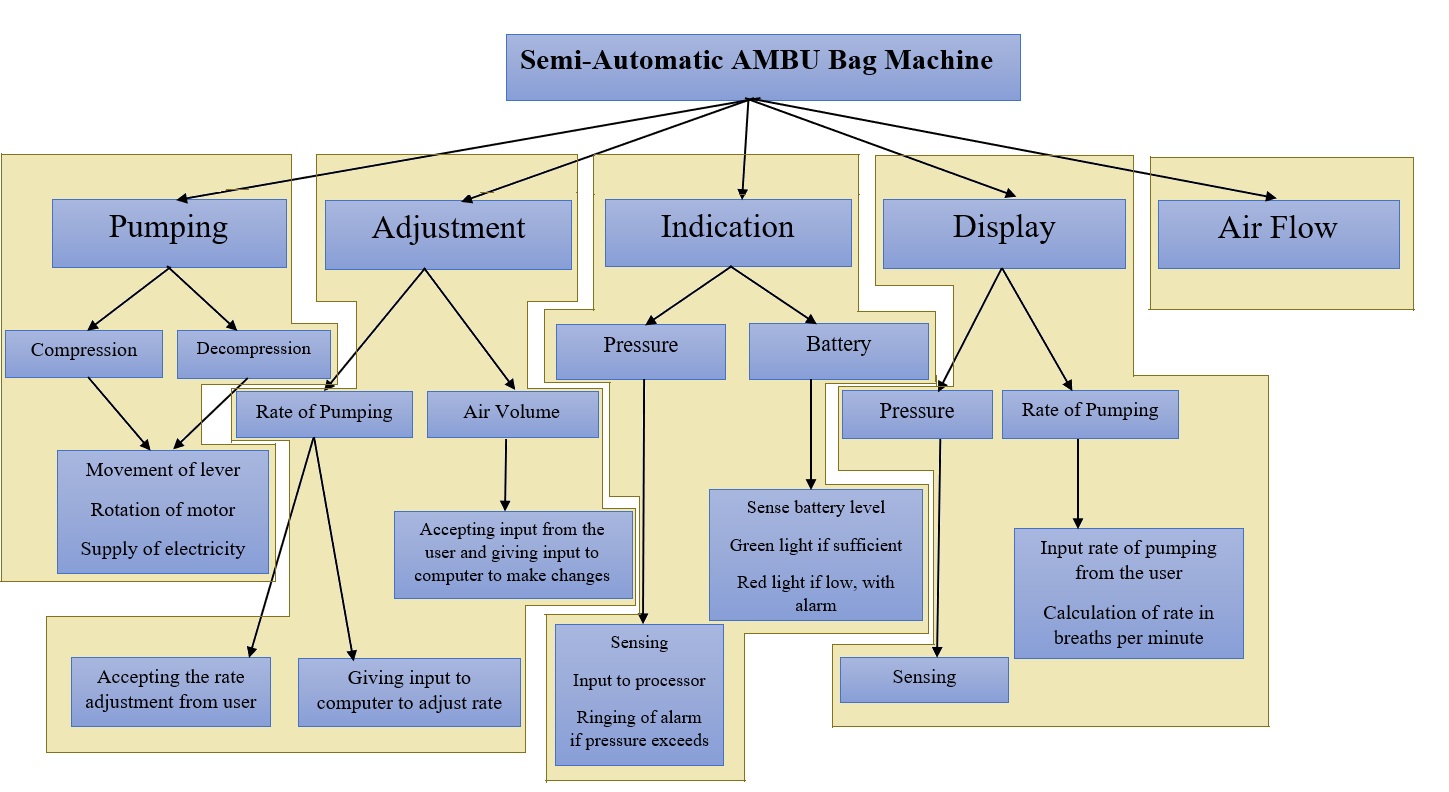 Semi-Automatic AMBU Bag Machine
Pumping
Adjustment
Indication
Display
Air Flow
Compression
Decompression
Pressure
Battery
Rate of Pumping
Air Volume
Pressure
Rate of Pumping
Movement of lever
Rotation of motor
Supply of electricity
Accepting input from the
user and giving input to
computer to make changes
Sense battery level
Green light if sufficient
Red light if low, with
alarm
Input rate of pumping
from the user
Calculation of rate in
breaths per minute
Accepting the rate
adjustment from user
Giving input to
computer to adjust rate
Sensing
Input to processor
Ringing of alarm
if pressure exceeds
Sensing